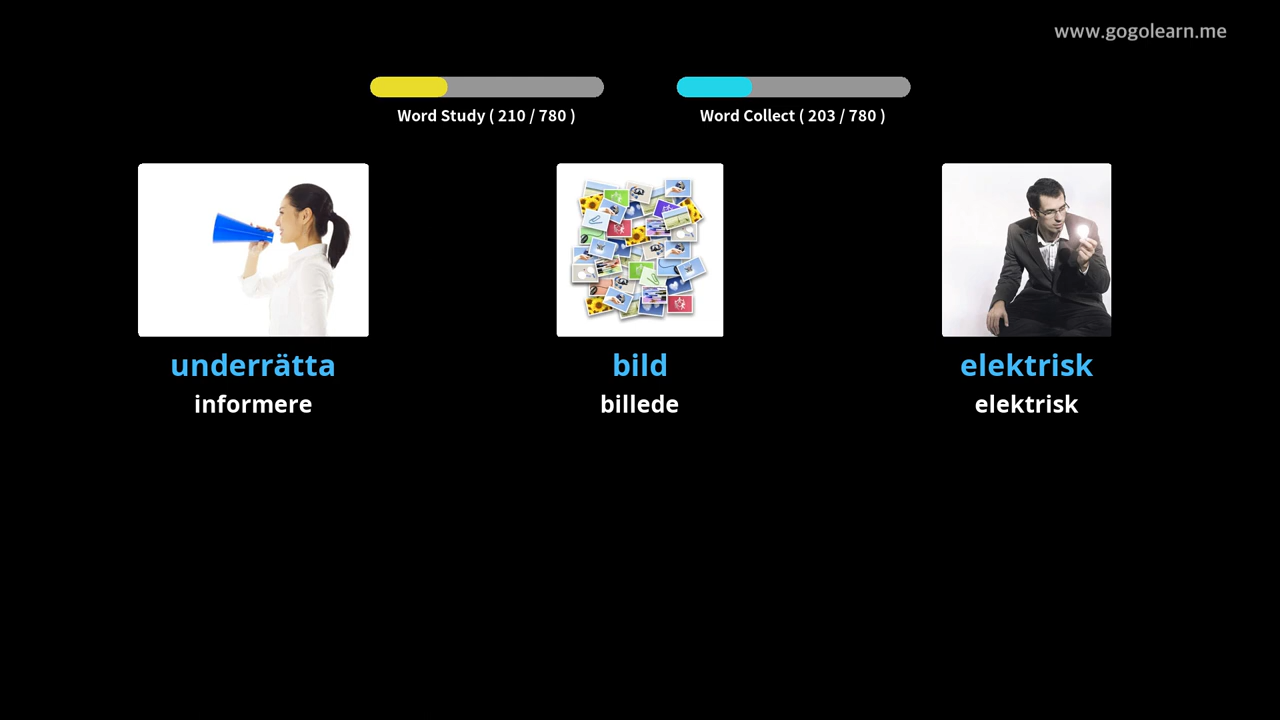 www.gogolearn.me
Word Study ( 210 / 780 )
Word Collect ( 203 / 780 )
underrätta
informere
bild
billede
elektrisk
elektrisk